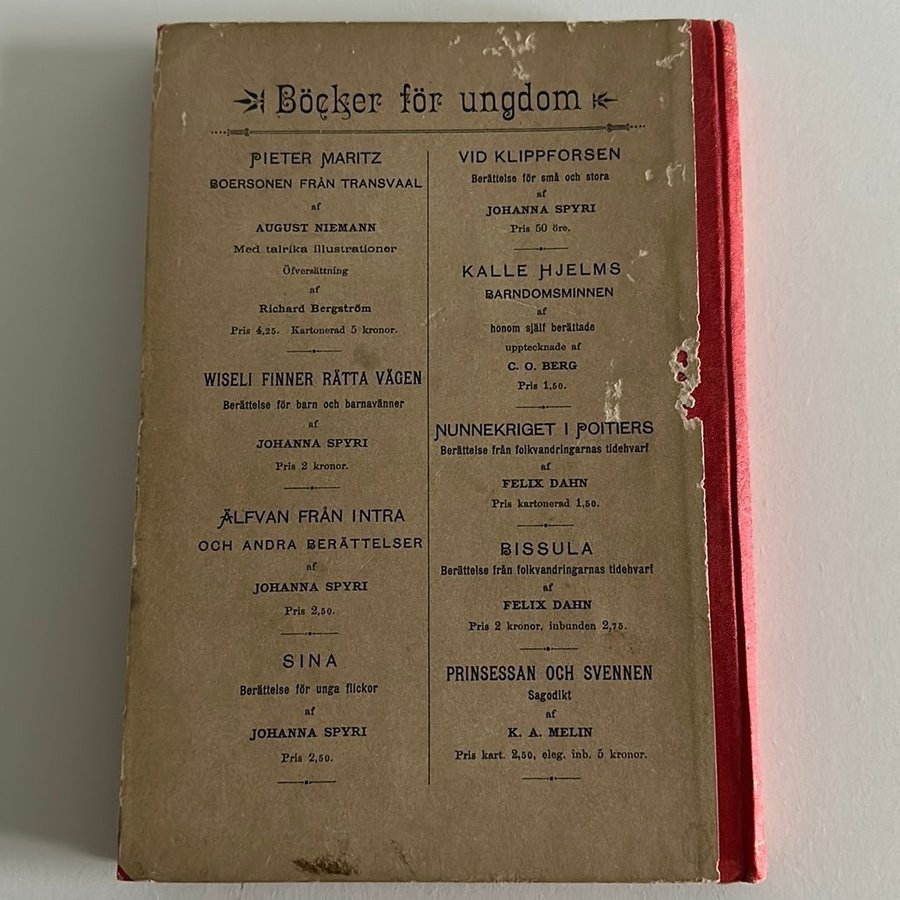 Böcker för ungdom
PIETER MARITZ
BOERSONEN FRÅN TRANSVAAL
af
AUGUST NIEMANN
Med talrika illustrationer
Öfversättning
af
Richard Bergström
Pris 4,25. Kartonerad 5 kronor.
WISELI FINNER RÄTTA VÄGEN
Berättelse för barn och barnavänner
af
JOHANNA SPYRI
Pris 2 kronor.
ÄLFVAN FRÅN INTRA
OCH ANDRA BERÄTTELSER
af
JOHANNA SPYRI
Pris 2,50.
SINA
Berättelse för unga flickor
af
JOHANNA SPYRI
Pris 2,50.
VID KLIPPFORSEN
Berättelse för små och stora
af
JOHANNA SPYRI
Pris 50 öre.
KALLE HJELMS
BARNDOMSMINNEN
af
honom själf berättade
upptecknade af
C. O. BERG
Pris 1,50.
NUNNEKRIGET I POITIERS
Berättelse från folkvandringarnas tidehvarf
af
FELIX DAHN
Pris kartonerad 1,50.
BISSULA
Berättelse från folkvandringarnas tidehvarf
af
FELIX DAHN
Pris 2 kronor, inbunden 2,75.
PRINSESSAN OCH SVENNEN
Sagodikt
af
K. A. MELIN
Pris kart. 2,50, eleg. inb. 5 kronor.